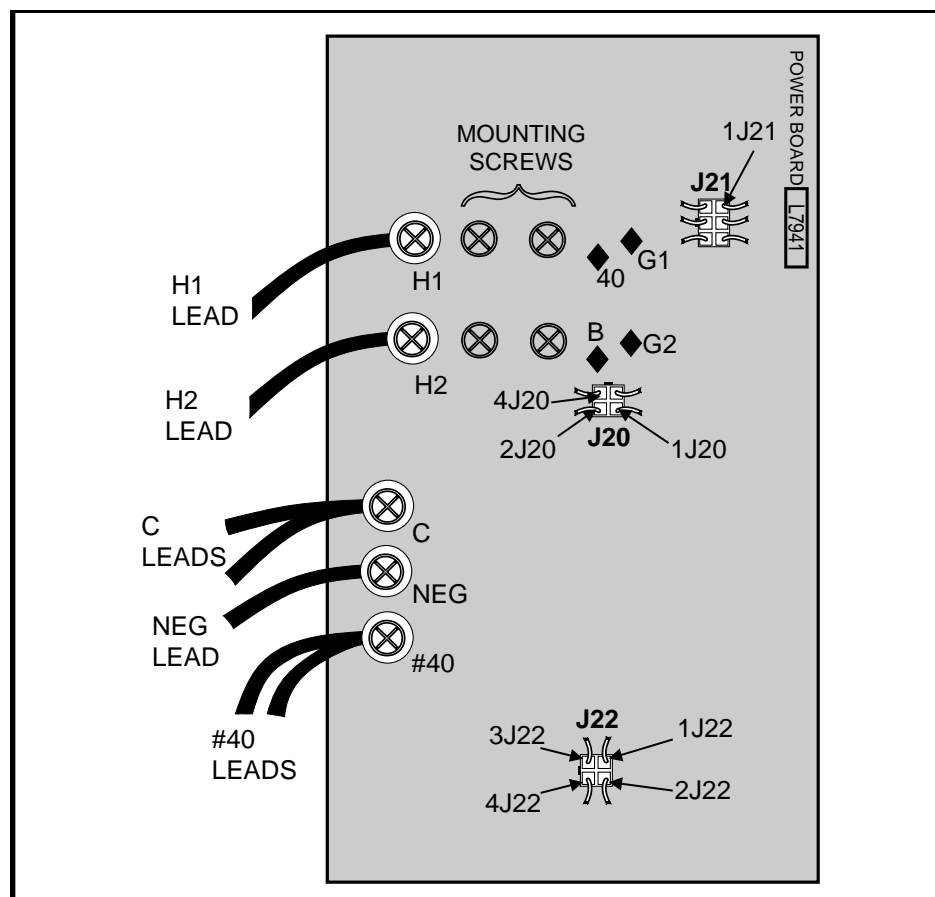 POWER BOARD
L7941
MOUNTING
SCREWS
1J21
J21
H1
40
G1
H1
LEAD
B
G2
H2
4J20
2J20
J20
1J20
H2
LEAD
C
LEADS
C
NEG
NEG
LEAD
#40
#40
LEADS
J22
3J22
1J22
4J22
2J22